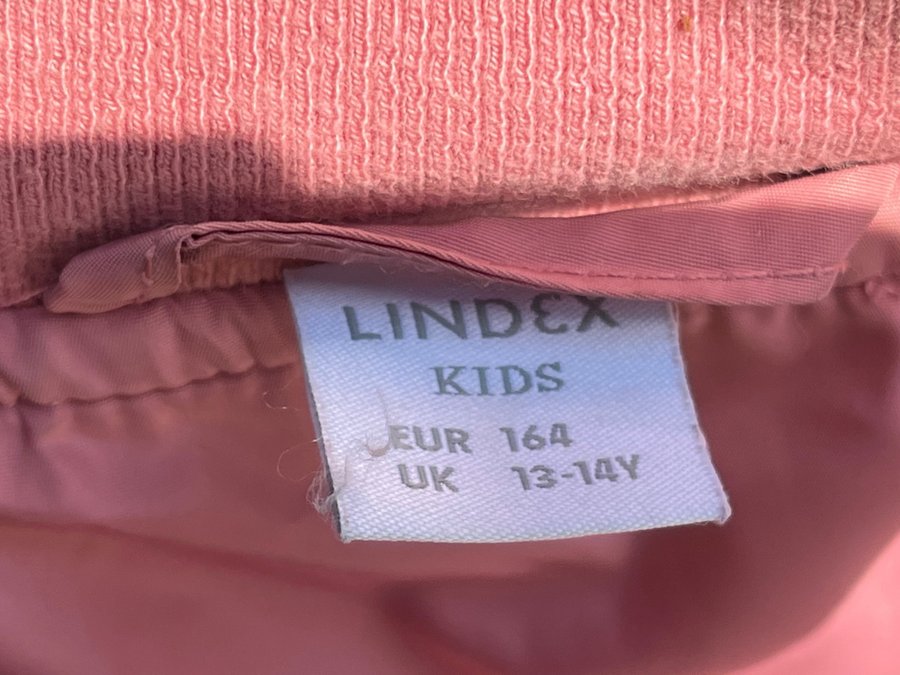 LINDEX
KIDS
EUR 164
UK 13-14Y